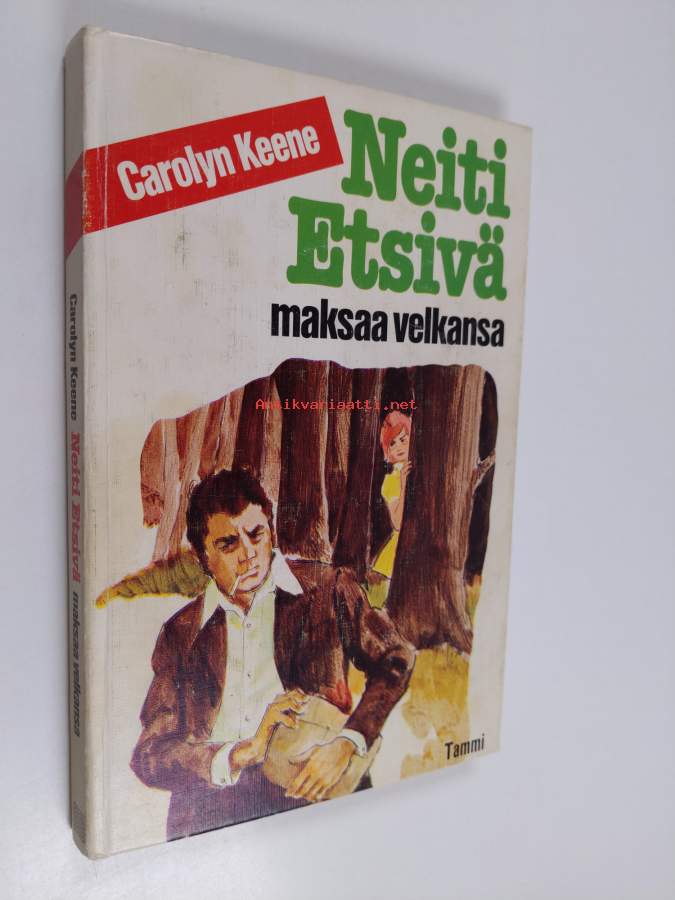 Carolyn Keene
Neiti
Etsivä
maksaa velkansa
Antikvariaatti.net
Tammi
Carolyn Keene Neiti Etsivä maksaa velkansa